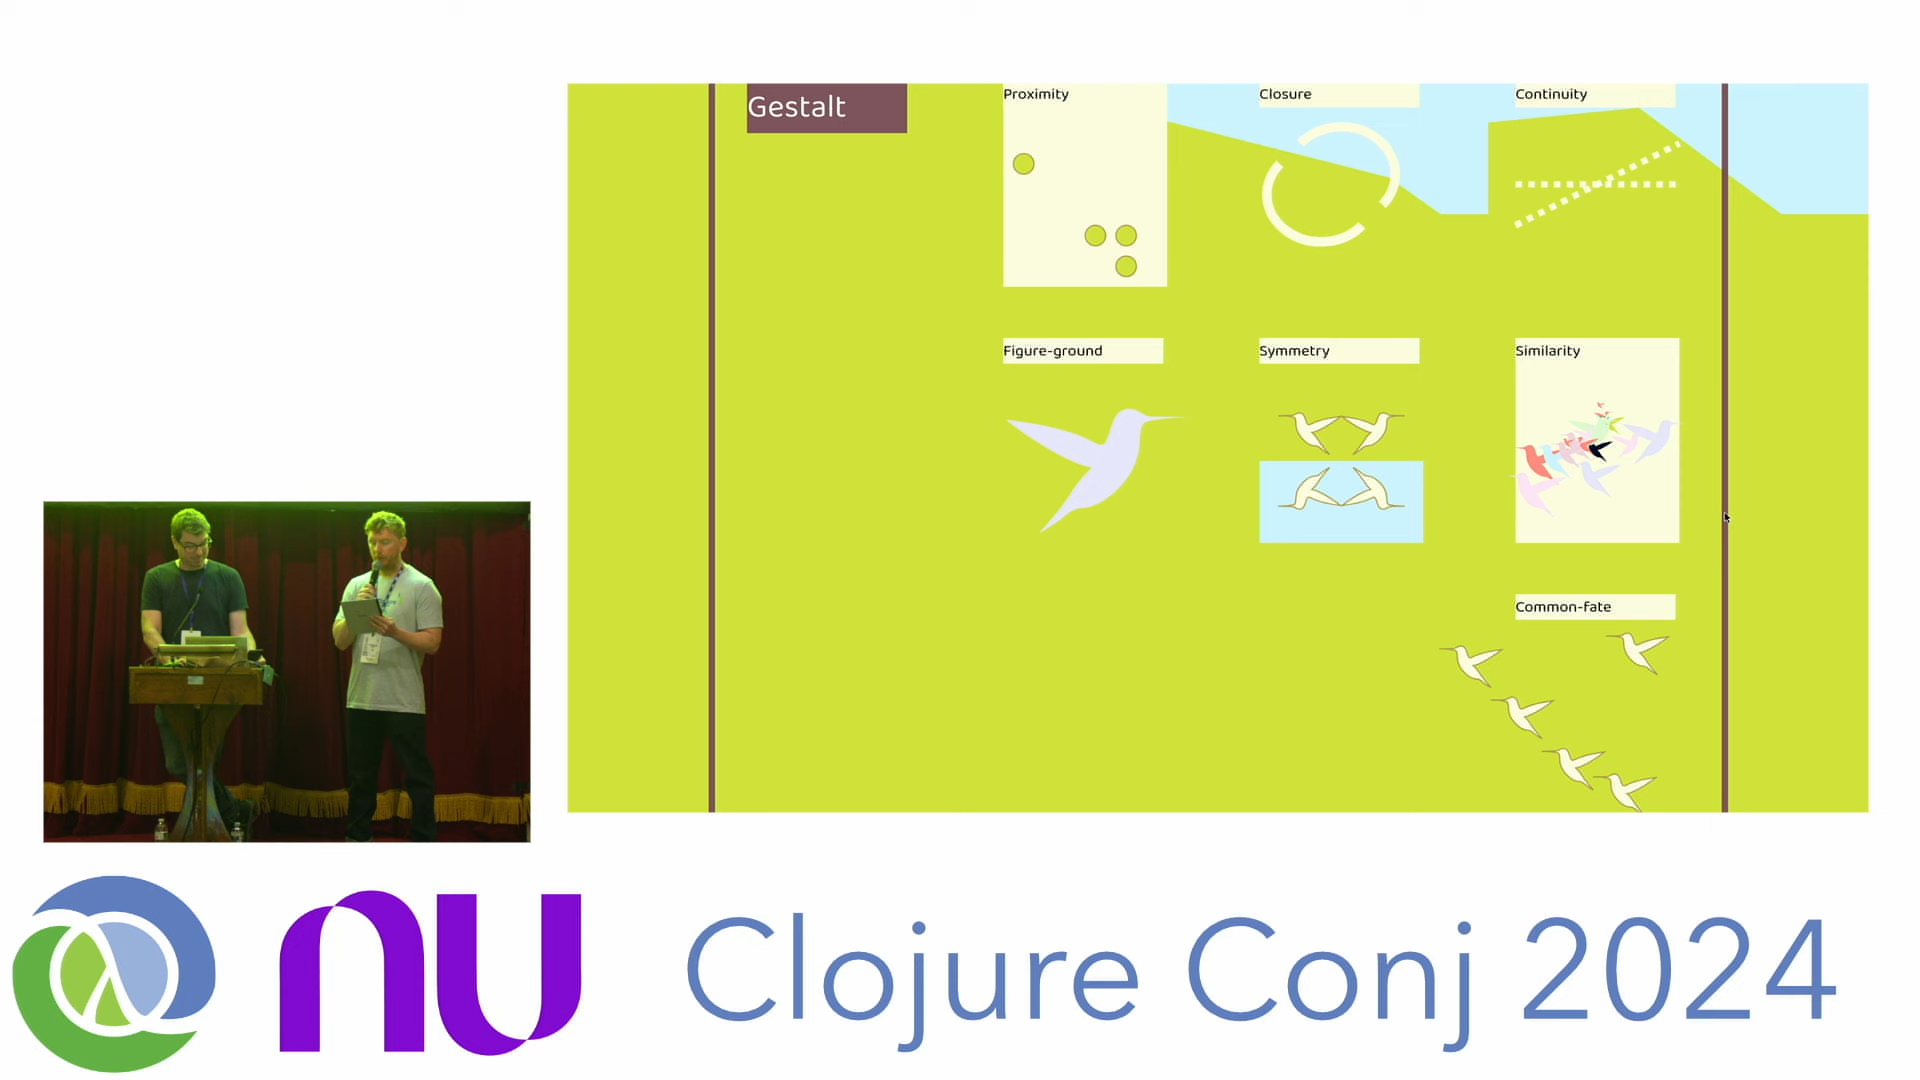 Gestalt
Proximity
Closure
Continuity
Figure-ground
Symmetry
Similarity
Common-fate
nu
Clojure Conj 2024